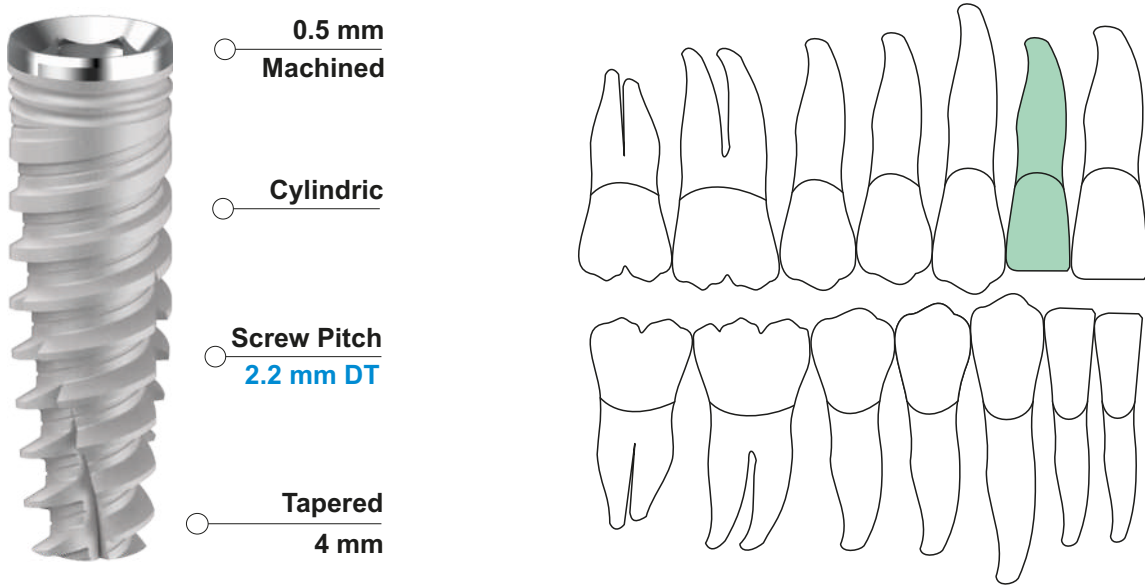 0.5 mm
Machined
Cylindric
Screw Pitch
2.2 mm DT
Tapered
4 mm